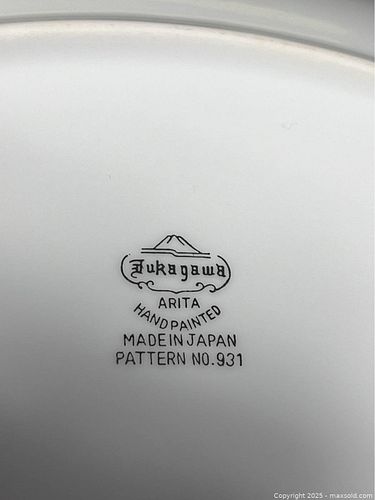 Fukagawa
ARITA
HAND PAINTED
MADE IN JAPAN
PATTERN NO.931
Copyright 2025 - maxsold.com